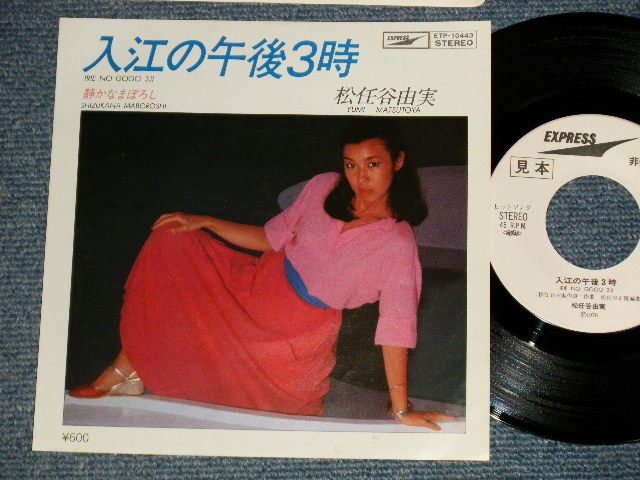 入江の午後3時
IRIE NO GOGO 3JI
静かなまぼろし
SHIZUKANA MABOROSHI
松任谷由実
YUMI MATSUTOYA
EXPRESS
ETP-10443
STEREO
¥600
EXPRESS
見本
非
STEREO
45 R.P.M.
入江の午後3時
IRIE NO GOGO 3JI
松任谷由実